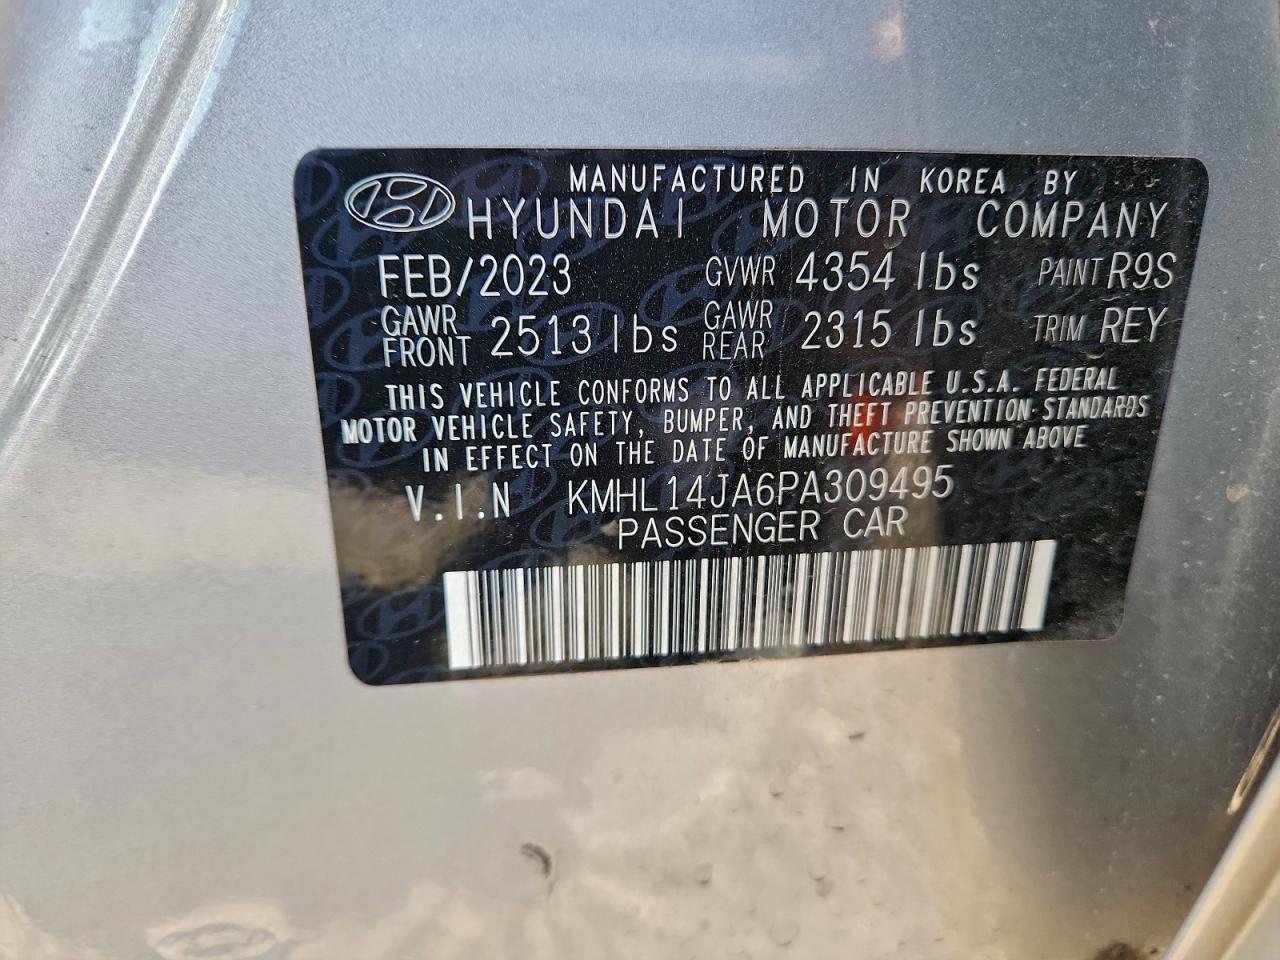 MANUFACTURED IN KOREA BY
HYUNDAI MOTOR COMPANY
FEB/2023 GVWR 4354 lbs PAINT R9S
GAWR FRONT 2513 lbs GAWR REAR 2315 lbs TRIM REY
THIS VEHICLE CONFORMS TO ALL APPLICABLE U.S.A. FEDERAL
MOTOR VEHICLE SAFETY, BUMPER, AND THEFT PREVENTION STANDARDS
IN EFFECT ON THE DATE OF MANUFACTURE SHOWN ABOVE
V.I.N KMHL14JA6PA309495
PASSENGER CAR